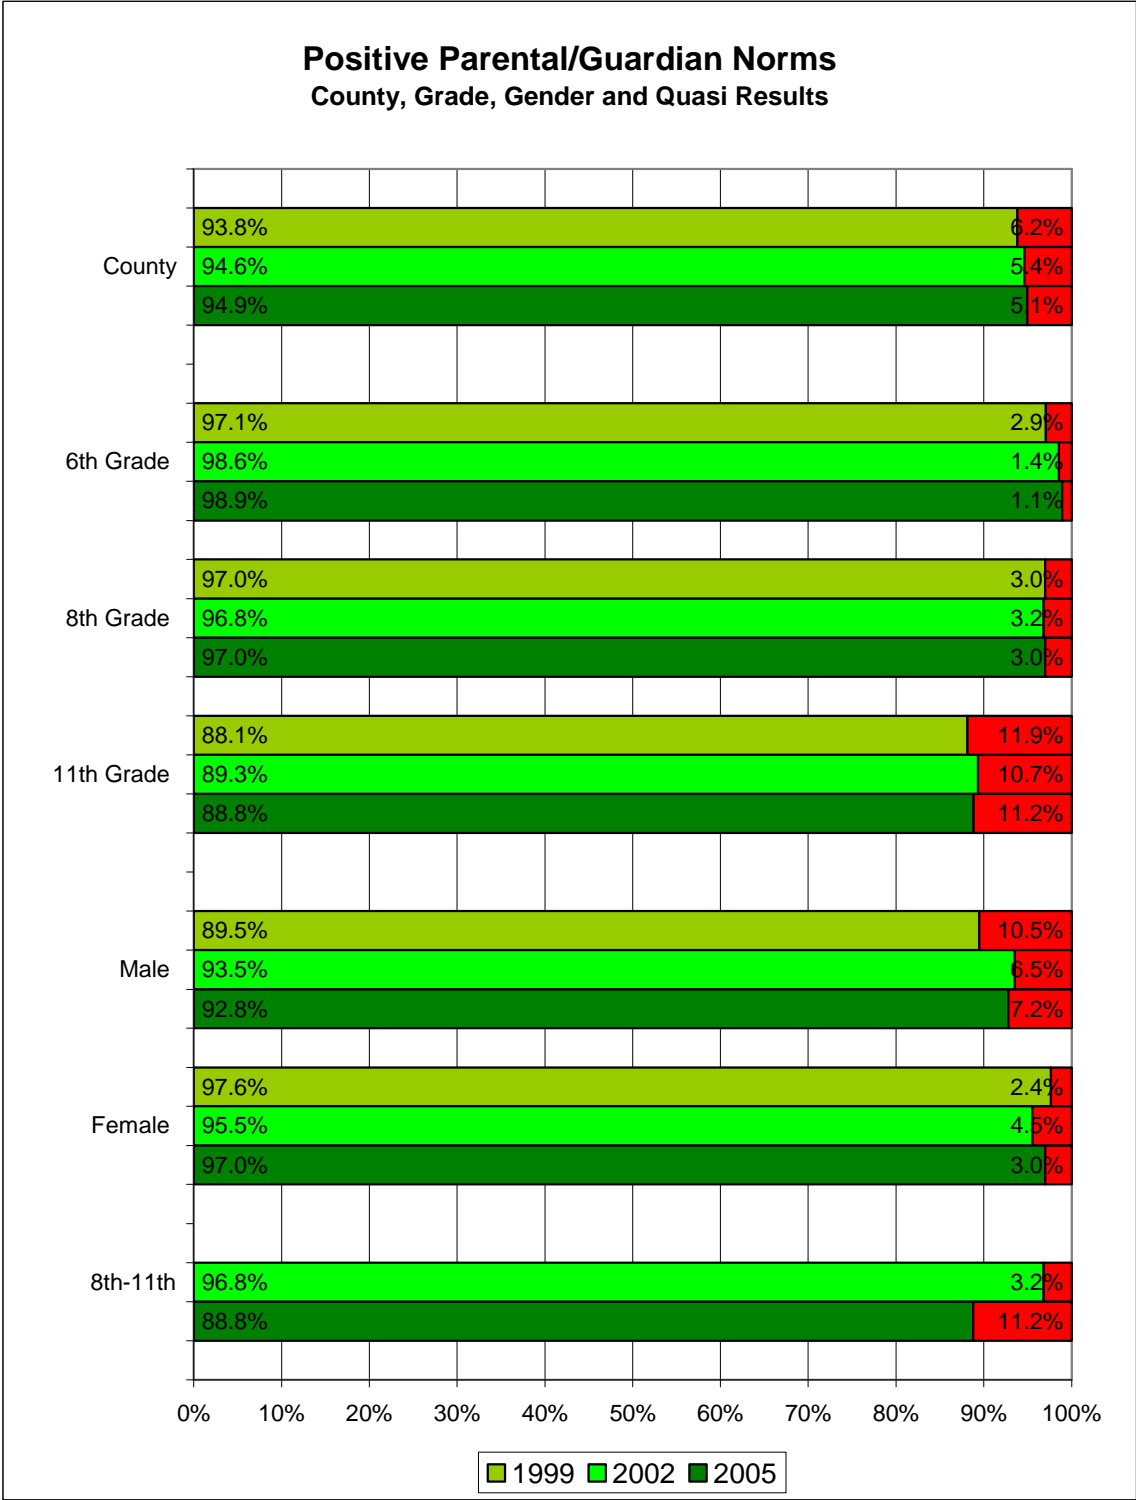 Positive Parental/Guardian Norms
County, Grade, Gender and Quasi Results
County
93.8% 6.2%
94.6% 5.4%
94.9% 5.1%
6th Grade
97.1% 2.9%
98.6% 1.4%
98.9% 1.1%
8th Grade
97.0% 3.0%
96.8% 3.2%
97.0% 3.0%
11th Grade
88.1% 11.9%
89.3% 10.7%
88.8% 11.2%
Male
89.5% 10.5%
93.5% 6.5%
92.8% 7.2%
Female
97.6% 2.4%
95.5% 4.5%
97.0% 3.0%
8th-11th
96.8% 3.2%
88.8% 11.2%
0% 10% 20% 30% 40% 50% 60% 70% 80% 90% 100%
1999 2002 2005